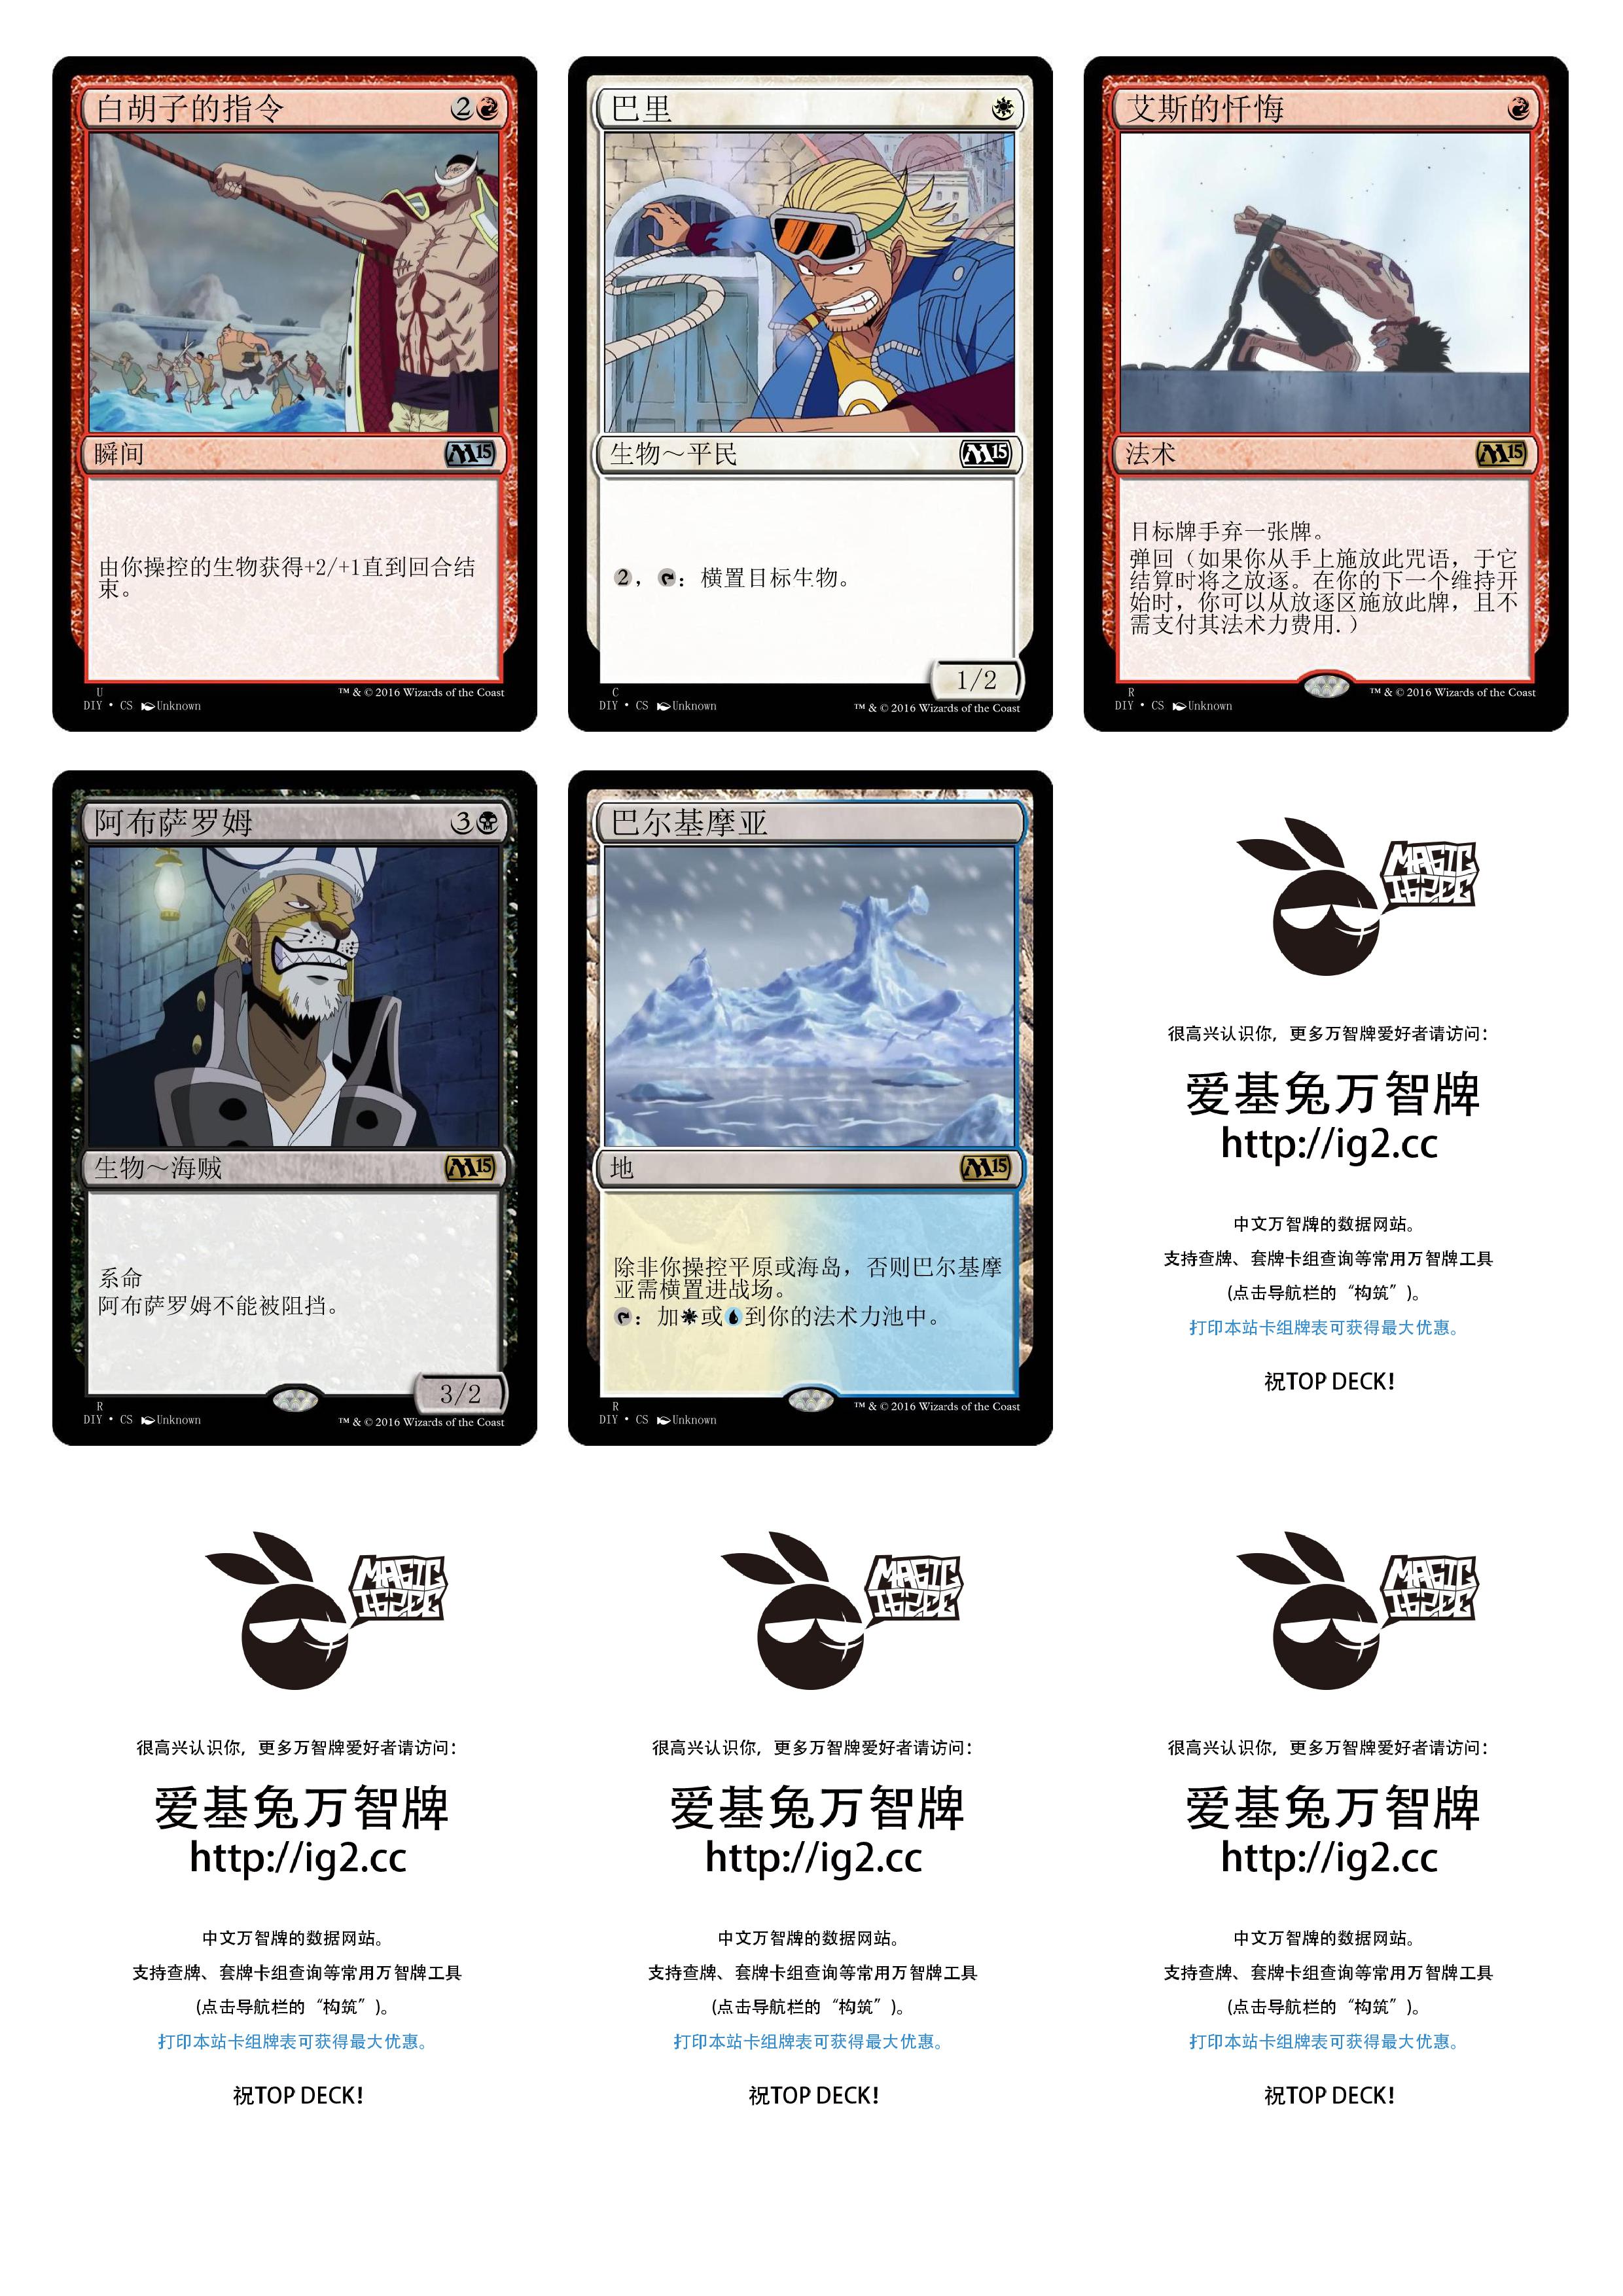 白胡子的指令 2
瞬间 M15
由你操控的生物获得+2/+1直到回合结
束。
U
DIY • CS Unknown
™ & © 2016 Wizards of the Coast
巴里
生物～平民 M15
2，：横置目标生物。
1/2
C
DIY • CS Unknown
™ & © 2016 Wizards of the Coast
艾斯的忏悔
法术 M15
目标牌手弃一张牌。
弹回（如果你从手上施放此咒语，于它
结算时将之放逐。在你的下一个维持开
始时，你可以从放逐区施放此牌，且不
需支付其法术力费用.）
R
DIY • CS Unknown
™ & © 2016 Wizards of the Coast
阿布萨罗姆 3
生物～海贼 M15
系命
阿布萨罗姆不能被阻挡。
3/2
R
DIY • CS Unknown
™ & © 2016 Wizards of the Coast
巴尔基摩亚
地 M15
除非你操控平原或海岛，否则巴尔基摩
亚需横置进战场。
：加或到你的法术力池中。
R
DIY • CS Unknown
™ & © 2016 Wizards of the Coast
MAGIC
IG2CC
很高兴认识你，更多万智牌爱好者请访问：
爱基兔万智牌
http://ig2.cc
中文万智牌的数据网站。
支持查牌、套牌卡组查询等常用万智牌工具
(点击导航栏的“构筑”)。
打印本站卡组牌表可获得最大优惠。
祝TOP DECK!
MAGIC
IG2CC
很高兴认识你，更多万智牌爱好者请访问：
爱基兔万智牌
http://ig2.cc
中文万智牌的数据网站。
支持查牌、套牌卡组查询等常用万智牌工具
(点击导航栏的“构筑”)。
打印本站卡组牌表可获得最大优惠。
祝TOP DECK!
MAGIC
IG2CC
很高兴认识你，更多万智牌爱好者请访问：
爱基兔万智牌
http://ig2.cc
中文万智牌的数据网站。
支持查牌、套牌卡组查询等常用万智牌工具
(点击导航栏的“构筑”)。
打印本站卡组牌表可获得最大优惠。
祝TOP DECK!
MAGIC
IG2CC
很高兴认识你，更多万智牌爱好者请访问：
爱基兔万智牌
http://ig2.cc
中文万智牌的数据网站。
支持查牌、套牌卡组查询等常用万智牌工具
(点击导航栏的“构筑”)。
打印本站卡组牌表可获得最大优惠。
祝TOP DECK!